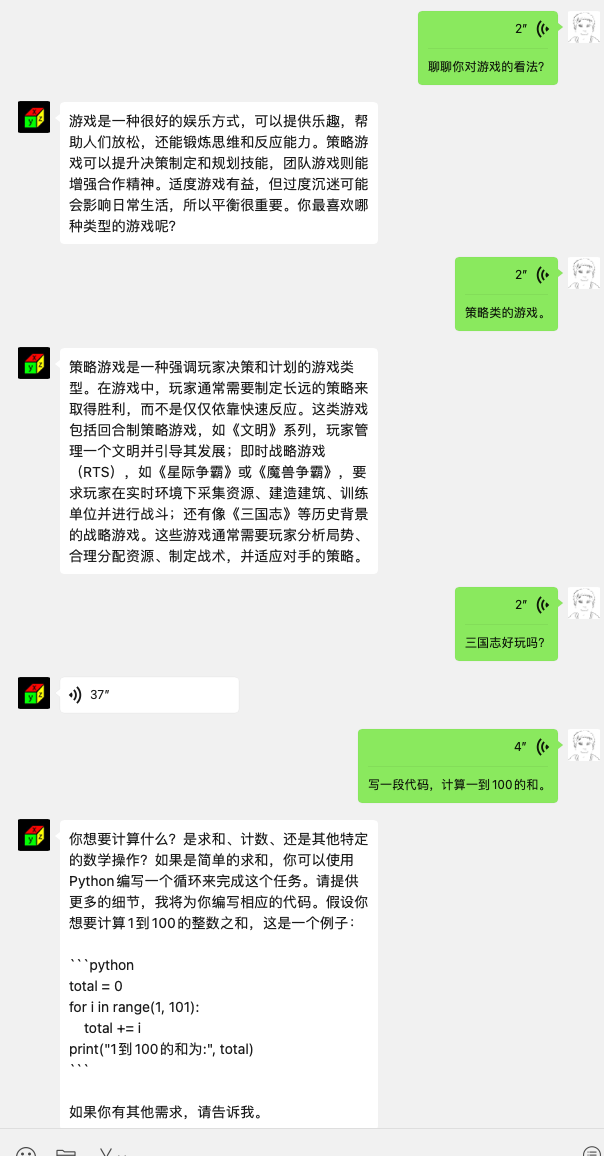 2″
聊聊你对游戏的看法?
游戏是一种很好的娱乐方式，可以提供乐趣，帮
助人们放松，还能锻炼思维和反应能力。策略游
戏可以提升决策制定和规划技能，团队游戏则能
增强合作精神。适度游戏有益，但过度沉迷可能
会影响日常生活，所以平衡很重要。你最喜欢哪
种类型的游戏呢?
2″
策略类的游戏。
策略游戏是一种强调玩家决策和计划的游戏类
型。在游戏中，玩家通常需要制定长远的策略来
取得胜利，而不是仅仅依靠快速反应。这类游戏
包括回合制策略游戏，如《文明》系列，玩家管
理一个文明并引导其发展；即时战略游戏
（RTS），如《星际争霸》或《魔兽争霸》，要
求玩家在实时环境下采集资源、建造建筑、训练
单位并进行战斗；还有像《三国志》等历史背景
的战略游戏。这些游戏通常需要玩家分析局势、
合理分配资源、制定战术，并适应对手的策略。
2″
三国志好玩吗?
37″
4″
写一段代码，计算一到100的和。
你想要计算什么？是求和、计数、还是其他特定
的数学操作？如果是简单的求和，你可以使用
Python编写一个循环来完成这个任务。请提供
更多的细节，我将为你编写相应的代码。假设你
想要计算1到100的整数之和，这是一个例子：
```python
total = 0
for i in range(1, 101):
    total += i
print("1到100的和为:", total)
```
如果你有其他需求，请告诉我。